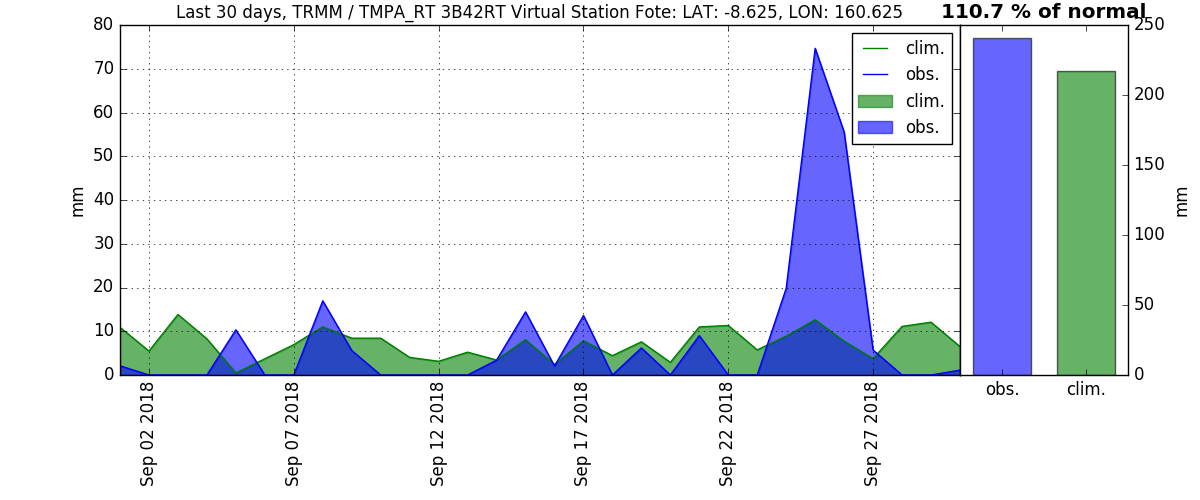 Last 30 days, TRMM / TMPA_RT 3B42RT Virtual Station Fote: LAT: -8.625, LON: 160.625
110.7 % of normal
80
70
60
50
40
30
20
10
0
mm
clim.
obs.
clim.
obs.
250
200
150
100
50
0
mm
obs.
clim.
Sep 02 2018
Sep 07 2018
Sep 12 2018
Sep 17 2018
Sep 22 2018
Sep 27 2018